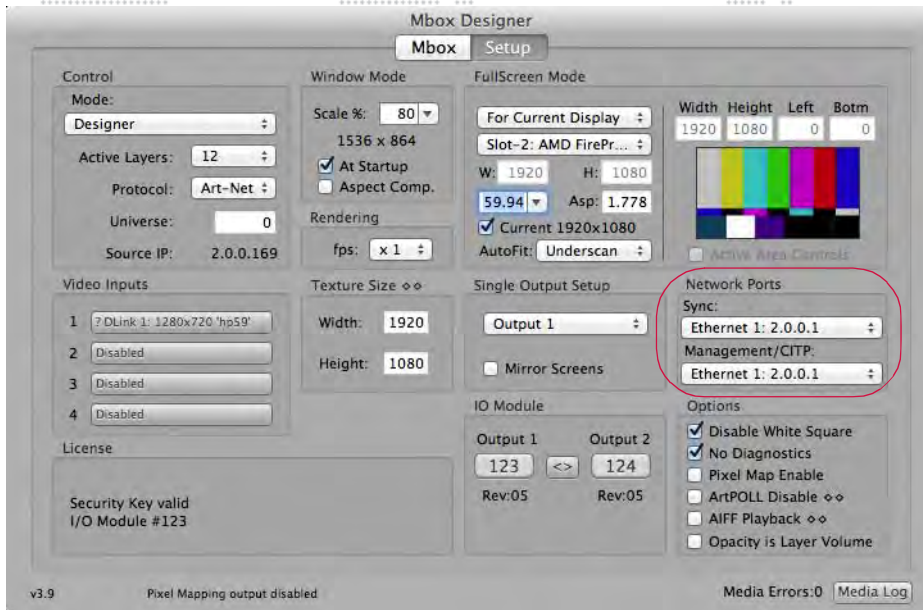 Mbox Designer
Mbox Setup
Control
Mode:
Designer
Active Layers: 12
Protocol: Art-Net
Universe: 0
Source IP: 2.0.0.169
Window Mode
Scale %: 80
1536 x 864
At Startup
Aspect Comp.
Rendering
fps: x 1
FullScreen Mode
For Current Display
Slot-2: AMD FirePr...
W: 1920 H: 1080
59.94 Asp: 1.778
Current 1920x1080
AutoFit: Underscan
Width Height Left Botm
1920 1080 0 0
Active Area Controls
Video Inputs
1 ? DLink 1: 1280x720 'hp59'
2 Disabled
3 Disabled
4 Disabled
Texture Size ◇◇
Width: 1920
Height: 1080
Single Output Setup
Output 1
Mirror Screens
Network Ports
Sync:
Ethernet 1: 2.0.0.1
Management/CITP:
Ethernet 1: 2.0.0.1
License
Security Key valid
I/O Module #123
IO Module
Output 1 Output 2
123 <> 124
Rev:05 Rev:05
Options
Disable White Square
No Diagnostics
Pixel Map Enable
ArtPOLL Disable ◇◇
AIFF Playback ◇◇
Opacity is Layer Volume
v3.9 Pixel Mapping output disabled Media Errors:0 Media Log